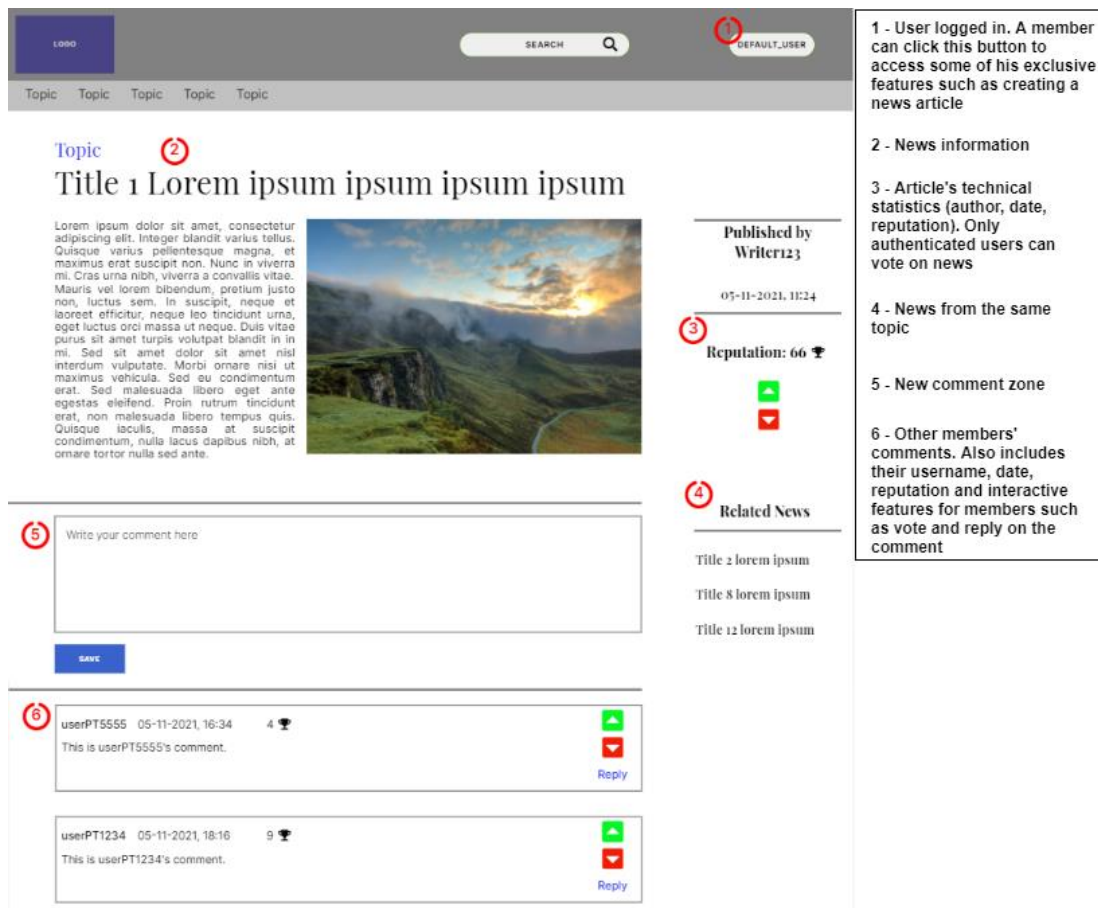 LOGO
SEARCH
1
DEFAULT_USER
Topic Topic Topic Topic Topic
Topic
2
Title 1 Lorem ipsum ipsum ipsum ipsum
Lorem ipsum dolor sit amet, consectetur
adipiscing elit. Integer blandit varius tellus.
Quisque varius pellentesque magna, et
maximus erat suscipit non. Nunc in viverra
mi. Cras urna nibh, viverra a convallis vitae.
Mauris vel lorem bibendum, pretium justo
non, luctus sem. In suscipit, neque et
laoreet efficitur, neque leo tincidunt urna,
eget luctus orci massa ut neque. Duis vitae
purus sit amet turpis volutpat blandit in in
mi. Sed sit amet dolor sit amet nisl
interdum vulputate. Morbi ornare nisi ut
maximus vehicula. Sed eu condimentum
erat. Sed malesuada libero eget ante
egestas eleifend. Proin rutrum tincidunt
erat, non malesuada libero tempus quis.
Quisque iaculis, massa at suscipit
condimentum, nulla lacus dapibus nibh, at
ornare tortor nulla sed ante.
Published by
Writer123
05-11-2021, 11:24
3
Reputation: 66
4
Related News
Title 2 lorem ipsum
Title 8 lorem ipsum
Title 12 lorem ipsum
5
Write your comment here
SAVE
6
userPT5555 05-11-2021, 16:34 4
This is userPT5555's comment.
Reply
userPT1234 05-11-2021, 18:16 9
This is userPT1234's comment.
Reply
1 - User logged in. A member
can click this button to
access some of his exclusive
features such as creating a
news article
2 - News information
3 - Article's technical
statistics (author, date,
reputation). Only
authenticated users can
vote on news
4 - News from the same
topic
5 - New comment zone
6 - Other members'
comments. Also includes
their username, date,
reputation and interactive
features for members such
as vote and reply on the
comment